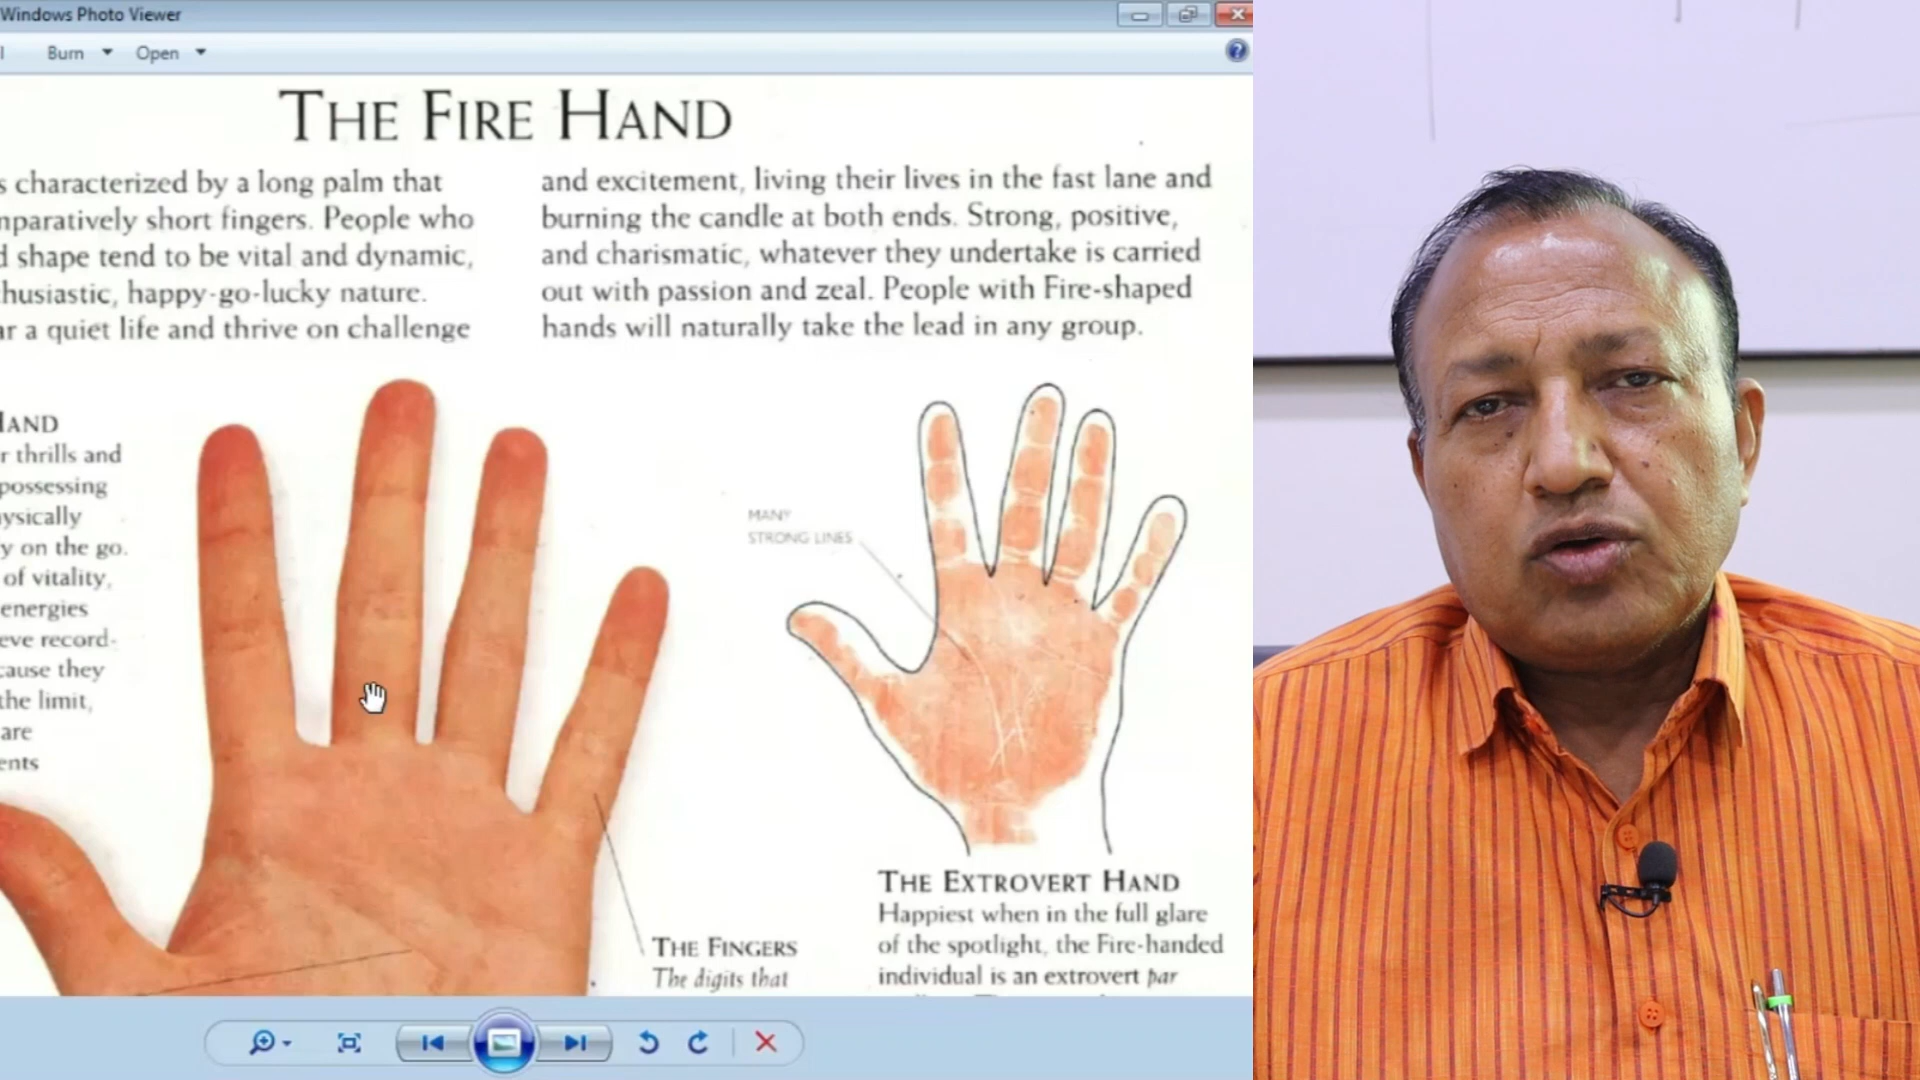 Windows Photo Viewer
Burn
Open
THE FIRE HAND
s characterized by a long palm that
mparatively short fingers. People who
d shape tend to be vital and dynamic,
husiastic, happy-go-lucky nature.
ar a quiet life and thrive on challenge
and excitement, living their lives in the fast lane and
burning the candle at both ends. Strong, positive,
and charismatic, whatever they undertake is carried
out with passion and zeal. People with Fire-shaped
hands will naturally take the lead in any group.
HAND
r thrills and
possessing
ysically
y on the go.
of vitality,
energies
eve record-
cause they
the limit,
are
ents
MANY
STRONG LINES
THE FINGERS
The digits that
THE EXTROVERT HAND
Happiest when in the full glare
of the spotlight, the Fire-handed
individual is an extrovert par